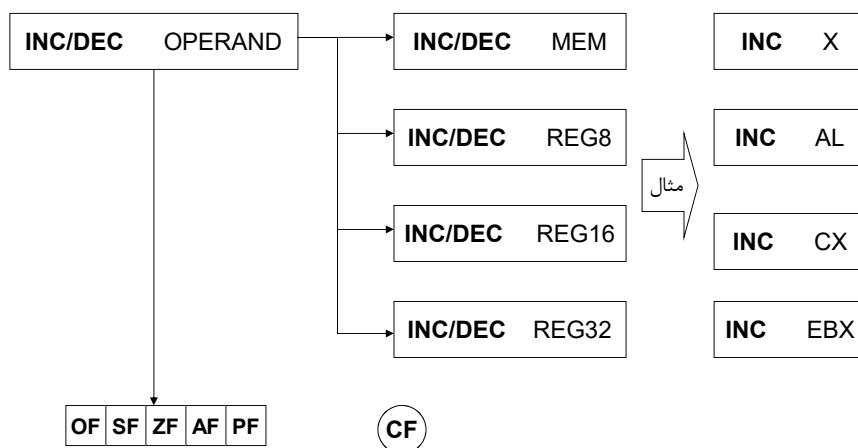 INC/DEC OPERAND INC/DEC MEM INC X
INC/DEC REG8 INC AL
مثال
INC/DEC REG16 INC CX
INC/DEC REG32 INC EBX
OF SF ZF AF PF CF